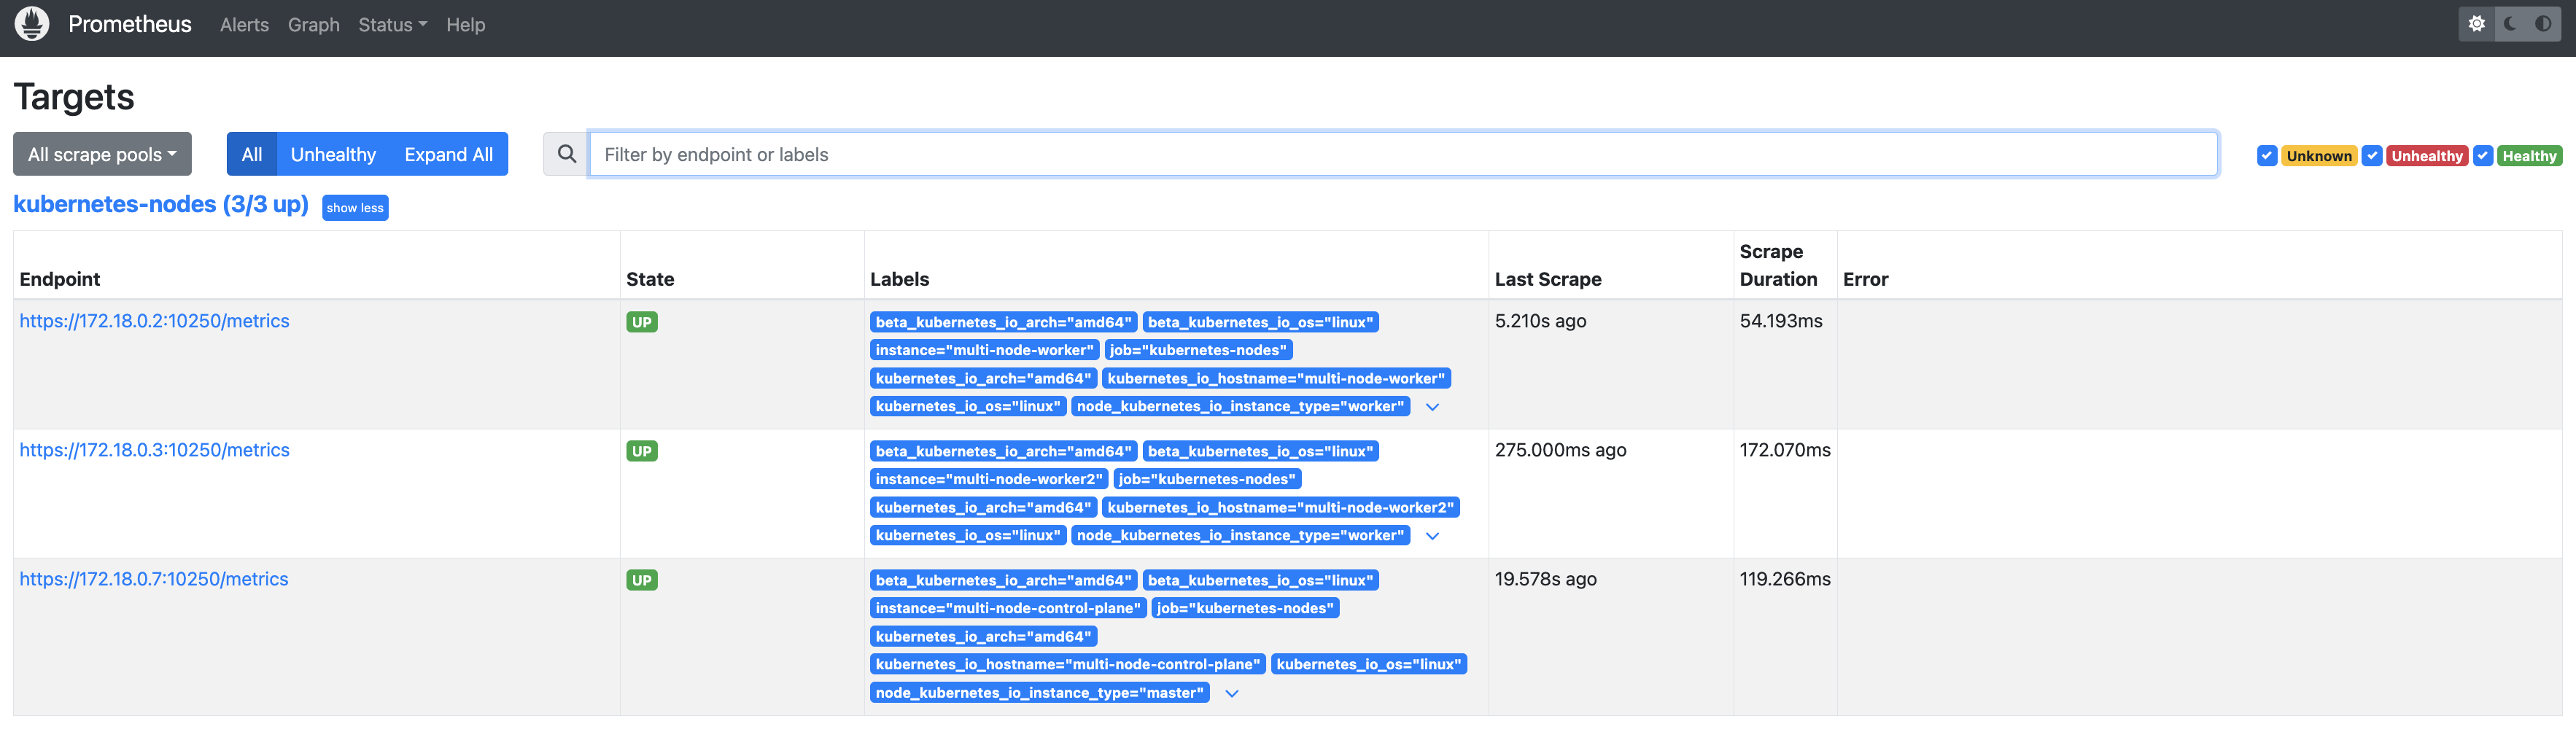 Prometheus Alerts Graph Status Help
Targets
All scrape pools All Unhealthy Expand All Filter by endpoint or labels Unknown Unhealthy Healthy
kubernetes-nodes (3/3 up) show less
Endpoint State Labels Last Scrape Scrape Duration Error
https://172.18.0.2:10250/metrics UP beta_kubernetes_io_arch="amd64" beta_kubernetes_io_os="linux" 5.210s ago 54.193ms
instance="multi-node-worker" job="kubernetes-nodes"
kubernetes_io_arch="amd64" kubernetes_io_hostname="multi-node-worker"
kubernetes_io_os="linux" node_kubernetes_io_instance_type="worker"
https://172.18.0.3:10250/metrics UP beta_kubernetes_io_arch="amd64" beta_kubernetes_io_os="linux" 275.000ms ago 172.070ms
instance="multi-node-worker2" job="kubernetes-nodes"
kubernetes_io_arch="amd64" kubernetes_io_hostname="multi-node-worker2"
kubernetes_io_os="linux" node_kubernetes_io_instance_type="worker"
https://172.18.0.7:10250/metrics UP beta_kubernetes_io_arch="amd64" beta_kubernetes_io_os="linux" 19.578s ago 119.266ms
instance="multi-node-control-plane" job="kubernetes-nodes"
kubernetes_io_arch="amd64"
kubernetes_io_hostname="multi-node-control-plane" kubernetes_io_os="linux"
node_kubernetes_io_instance_type="master"